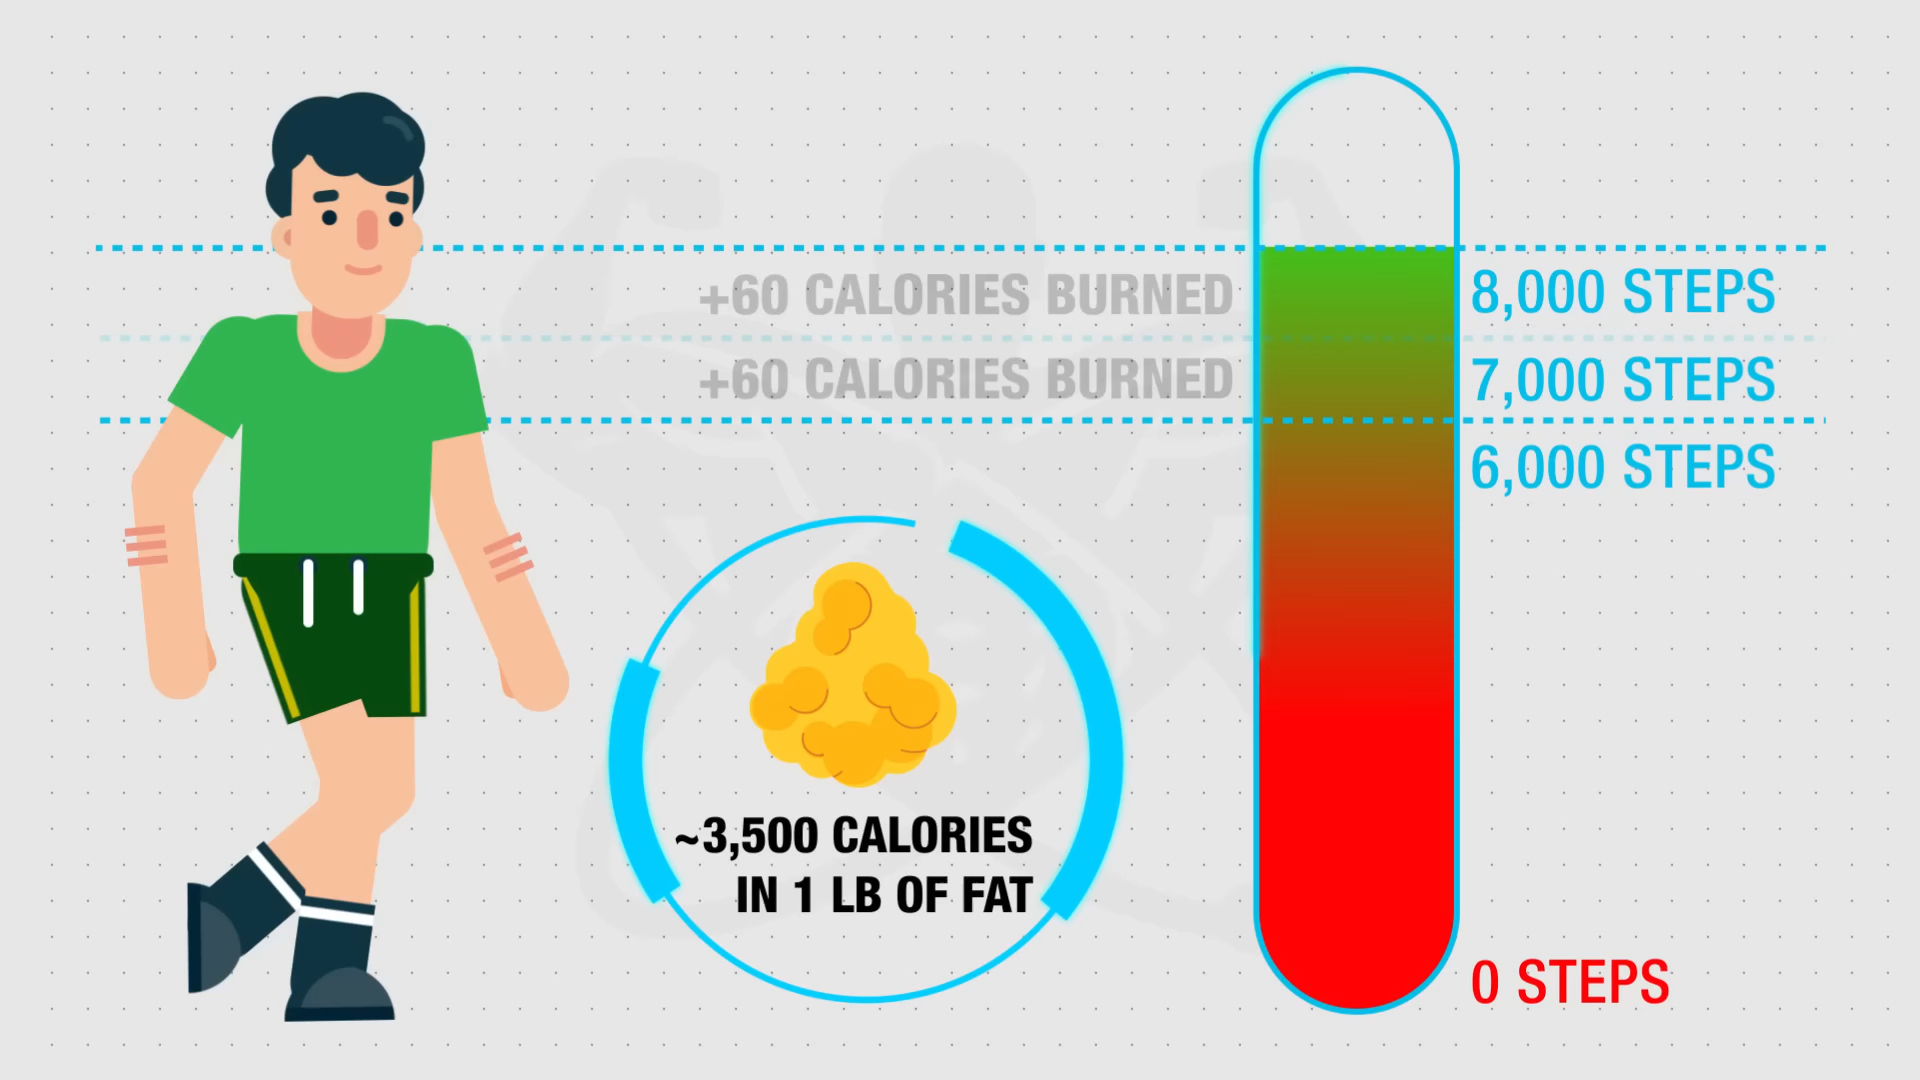 +60 CALORIES BURNED
8,000 STEPS
+60 CALORIES BURNED
7,000 STEPS
6,000 STEPS
~3,500 CALORIES
IN 1 LB OF FAT
0 STEPS